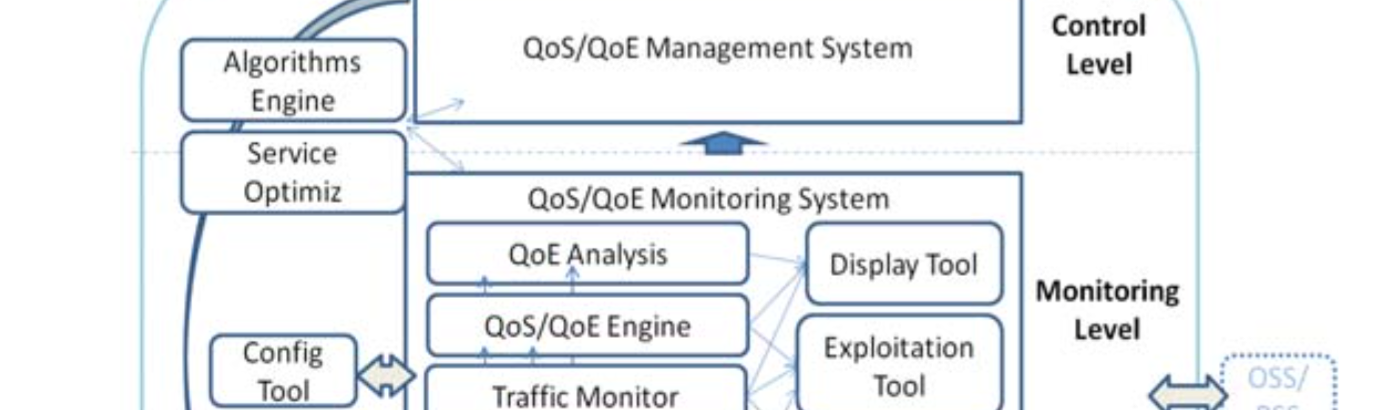 Control
Level
QoS/QoE Management System
Algorithms
Engine
Service
Optimiz
QoS/QoE Monitoring System
QoE Analysis
Display Tool
QoS/QoE Engine
Monitoring
Level
Exploitation
Tool
Config
Tool
Traffic Monitor
OSS/